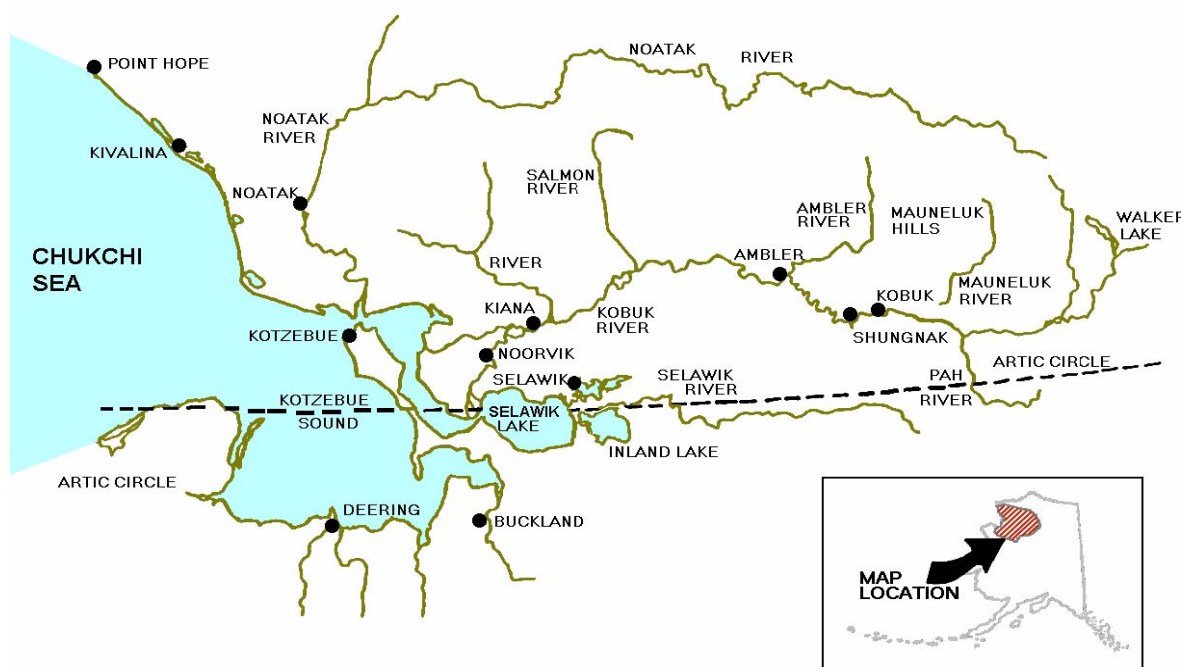 POINT HOPE
NOATAK
RIVER
NOATAK
RIVER
KIVALINA
NOATAK
SALMON
RIVER
AMBLER
RIVER
MAUNELUK
HILLS
WALKER
LAKE
CHUKCHI
SEA
RIVER
AMBLER
MAUNELUK
RIVER
KIANA
KOBUK
RIVER
KOBUK
KOTZEBUE
SHUNGNAK
NOORVIK
ARTIC CIRCLE
SELAWIK
SELAWIK
RIVER
PAH
RIVER
KOTZEBUE
SOUND
SELAWIK
LAKE
INLAND LAKE
ARTIC CIRCLE
DEERING
BUCKLAND
MAP
LOCATION